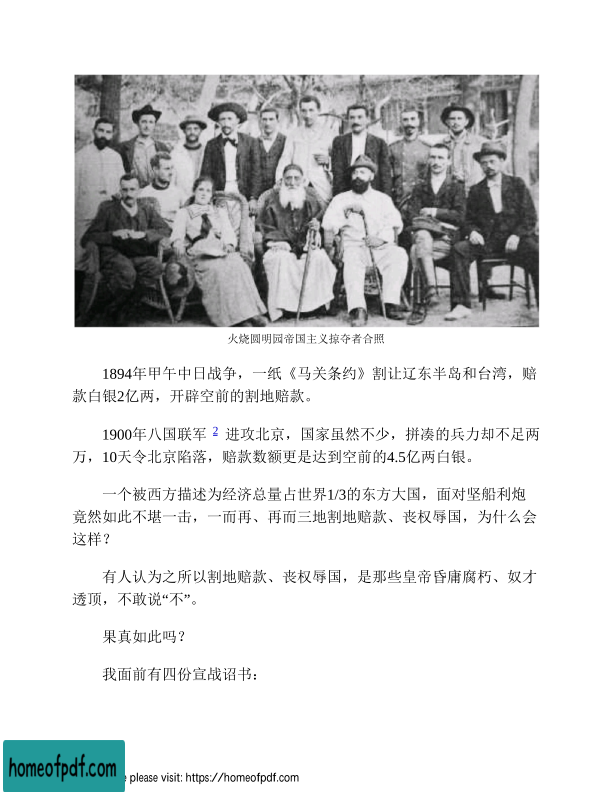 火烧圆明园帝国主义掠夺者合照
1894年甲午中日战争，一纸《马关条约》割让辽东半岛和台湾，赔
款白银2亿两，开辟空前的割地赔款。
1900年八国联军 2 进攻北京，国家虽然不少，拼凑的兵力却不足两
万，10天令北京陷落，赔款数额更是达到空前的4.5亿两白银。
一个被西方描述为经济总量占世界1/3的东方大国，面对坚船利炮
竟然如此不堪一击，一而再、再而三地割地赔款、丧权辱国，为什么会
这样？
有人认为之所以割地赔款、丧权辱国，是那些皇帝昏庸腐朽、奴才
透顶，不敢说“不”。
果真如此吗？
我面前有四份宣战诏书：
homeofpdf.com
e please visit: https://homeofpdf.com